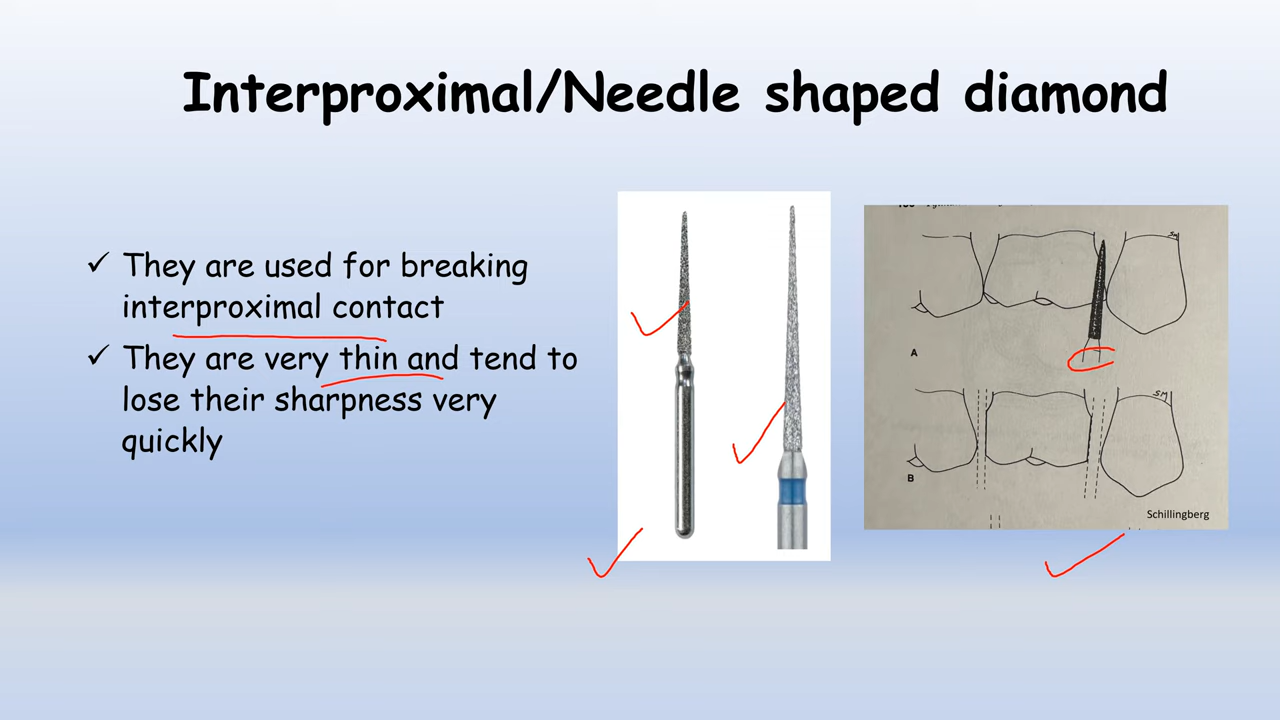 Interproximal/Needle shaped diamond
✓ They are used for breaking
interproximal contact
✓ They are very thin and tend to
lose their sharpness very
quickly
A
SM
B
Schillingberg